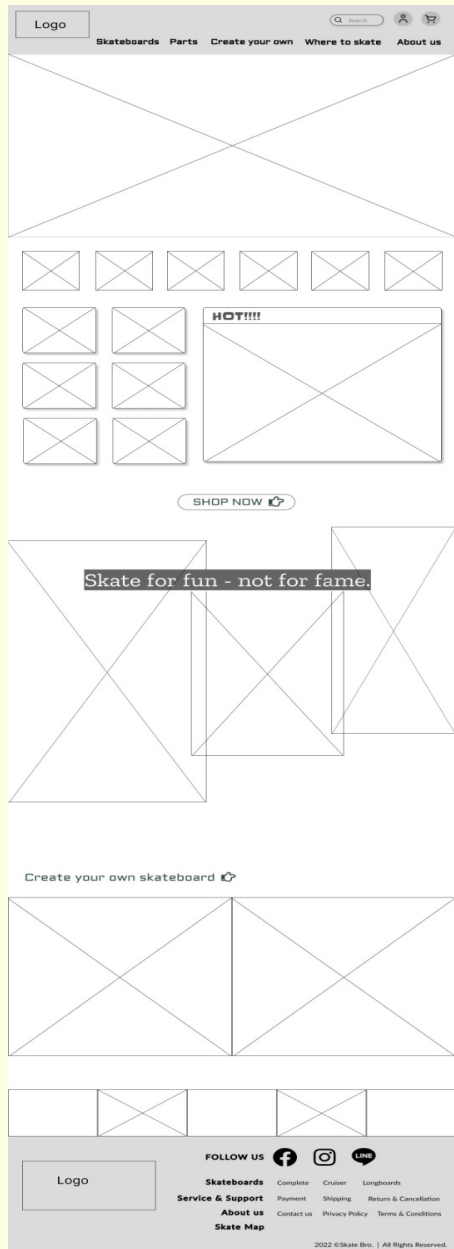 Logo
Search
Skateboards Parts Create your own Where to skate About us
HOT!!!!
SHOP NOW
Skate for fun - not for fame.
Create your own skateboard
FOLLOW US LINE
Logo
Skateboards Complete Cruiser Longboards
Service & Support Payment Shipping Return & Cancellation
About us Contact us Privacy Policy Terms & Conditions
Skate Map
2022 ©Skate Bro. | All Rights Reserved.